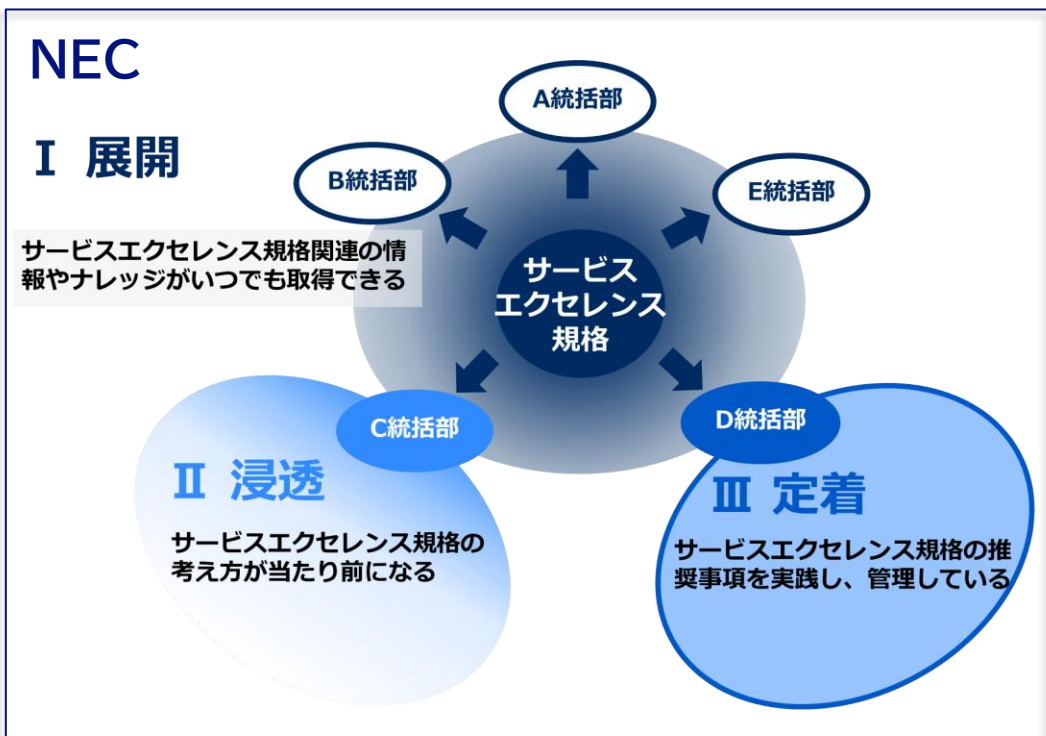 NEC
Ⅰ 展開
A統括部
B統括部
E統括部
サービスエクセレンス規格関連の情
報やナレッジがいつでも取得できる
サービス
エクセレンス
規格
C統括部
D統括部
Ⅱ 浸透
サービスエクセレンス規格の
考え方が当たり前になる
Ⅲ 定着
サービスエクセレンス規格の推
奨事項を実践し、管理している